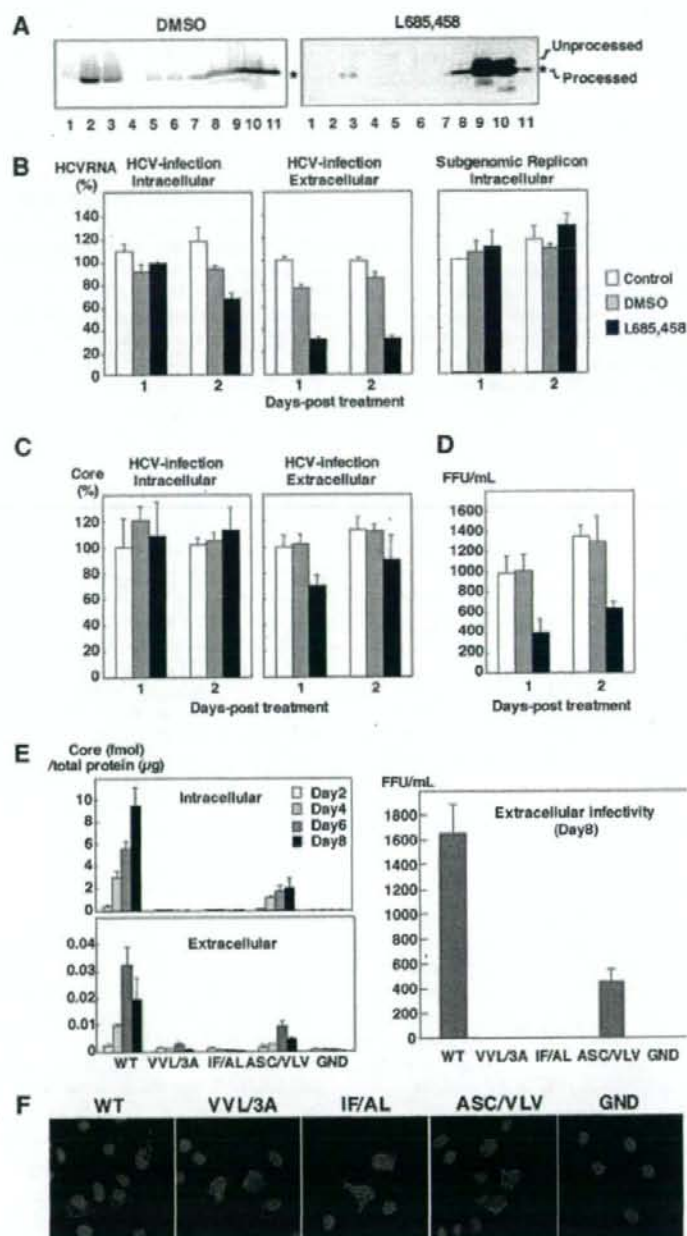 A
DMSO
L685,458
Unprocessed
* *
Processed
1 2 3 4 5 6 7 8 9 10 11
1 2 3 4 5 6 7 8 9 10 11
B
HCVRNA
(%)
HCV-infection
Intracellular
HCV-infection
Extracellular
Subgenomic Replicon
Intracellular
140
120
100
80
60
40
20
0
Control
DMSO
L685,458
1 2 1 2 1 2
Days-post treatment
C
Core
(%)
HCV-infection
Intracellular
HCV-infection
Extracellular
120
100
80
60
40
20
0
1 2 1 2
Days-post treatment
D
FFU/mL
1600
1400
1200
1000
800
600
400
200
0
1 2
Days-post treatment
E
Core (fmol)
/total protein (μg)
Intracellular
10
8
6
4
2
0
Day2
Day4
Day6
Day8
Extracellular
0.04
0.03
0.02
0.01
0
WT VVL/3A IF/AL ASC/VLV GND
FFU/mL
Extracellular infectivity
(Day8)
1800
1600
1400
1200
1000
800
600
400
200
0
WT VVL/3A IF/AL ASC/VLV GND
F
WT VVL/3A IF/AL ASC/VLV GND